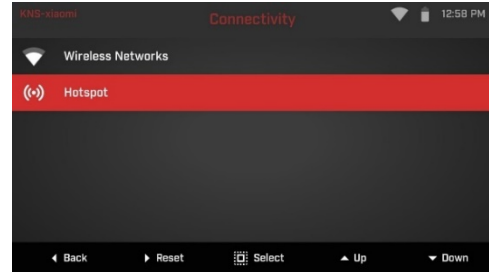 KNS-xiaomi Connectivity 12:58 PM
Wireless Networks
Hotspot
Back Reset Select Up Down